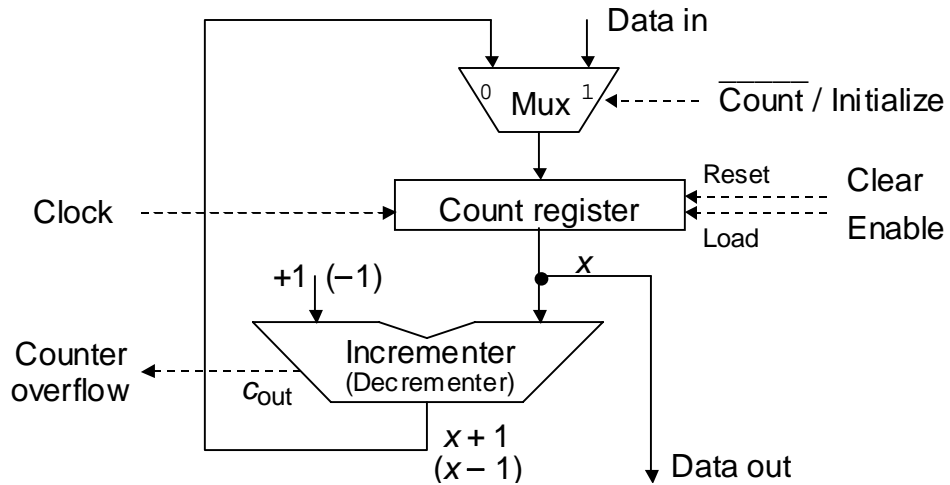 Data in
0
1
Mux
Count / Initialize
Reset
Clear
Clock
Count register
Load
Enable
x
+1 (−1)
Counter
overflow
Incrementer
(Decrementer)
cout
x + 1
(x − 1)
Data out